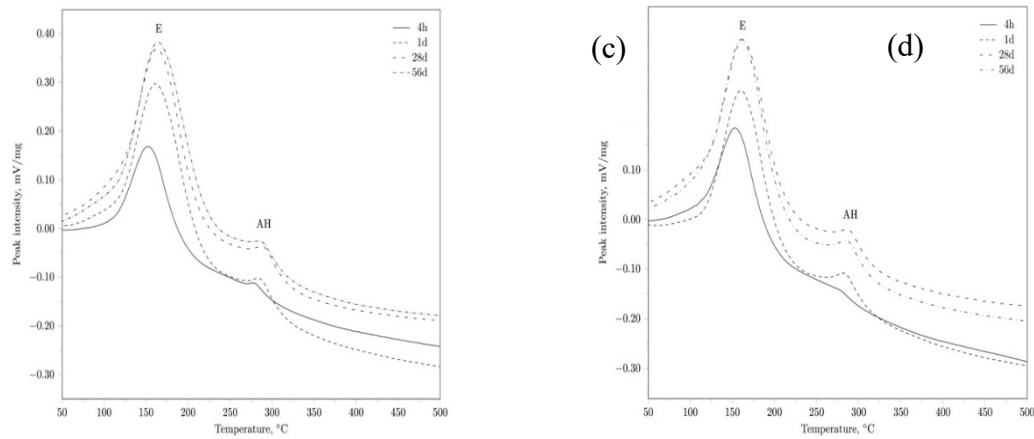 E
4h
1d
28d
56d
0.40
0.30
0.20
0.10
0.00
−0.10
−0.20
−0.30
AH
Peak intensity, mV/mg
50 100 150 200 250 300 350 400 450 500
Temperature, °C
(c)
E
(d)
4h
1d
28d
56d
0.10
0.00
−0.10
−0.20
−0.30
AH
Peak intensity, mV/mg
50 100 150 200 250 300 350 400 450 500
Temperature, °C